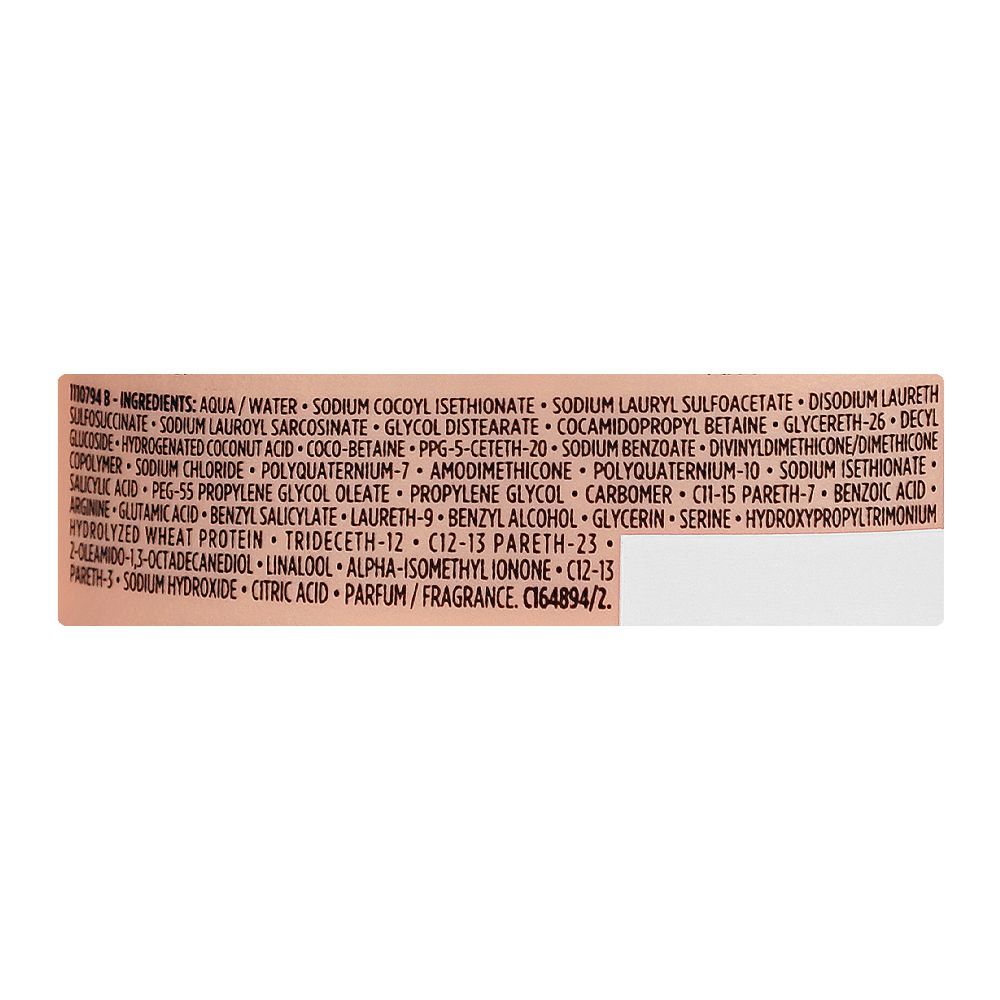 1110794 B - INGREDIENTS: AQUA / WATER • SODIUM COCOYL ISETHIONATE • SODIUM LAURYL SULFOACETATE • DISODIUM LAURETH
SULFOSUCCINATE • SODIUM LAUROYL SARCOSINATE • GLYCOL DISTEARATE • COCAMIDOPROPYL BETAINE • GLYCERETH-26 • DECYL
GLUCOSIDE • HYDROGENATED COCONUT ACID • COCO-BETAINE • PPG-5-CETETH-20 • SODIUM BENZOATE • DIVINYLDIMETHICONE/DIMETHICONE
COPOLYMER • SODIUM CHLORIDE • POLYQUATERNIUM-7 • AMODIMETHICONE • POLYQUATERNIUM-10 • SODIUM ISETHIONATE •
SALICYLIC ACID • PEG-55 PROPYLENE GLYCOL OLEATE • PROPYLENE GLYCOL • CARBOMER • C11-15 PARETH-7 • BENZOIC ACID •
ARGININE • GLUTAMIC ACID • BENZYL SALICYLATE • LAURETH-9 • BENZYL ALCOHOL • GLYCERIN • SERINE • HYDROXYPROPYLTRIMONIUM
HYDROLYZED WHEAT PROTEIN • TRIDECETH-12 • C12-13 PARETH-23 •
2-OLEAMIDO-1,3-OCTADECANEDIOL • LINALOOL • ALPHA-ISOMETHYL IONONE • C12-13
PARETH-3 • SODIUM HYDROXIDE • CITRIC ACID • PARFUM / FRAGRANCE. C164894/2.